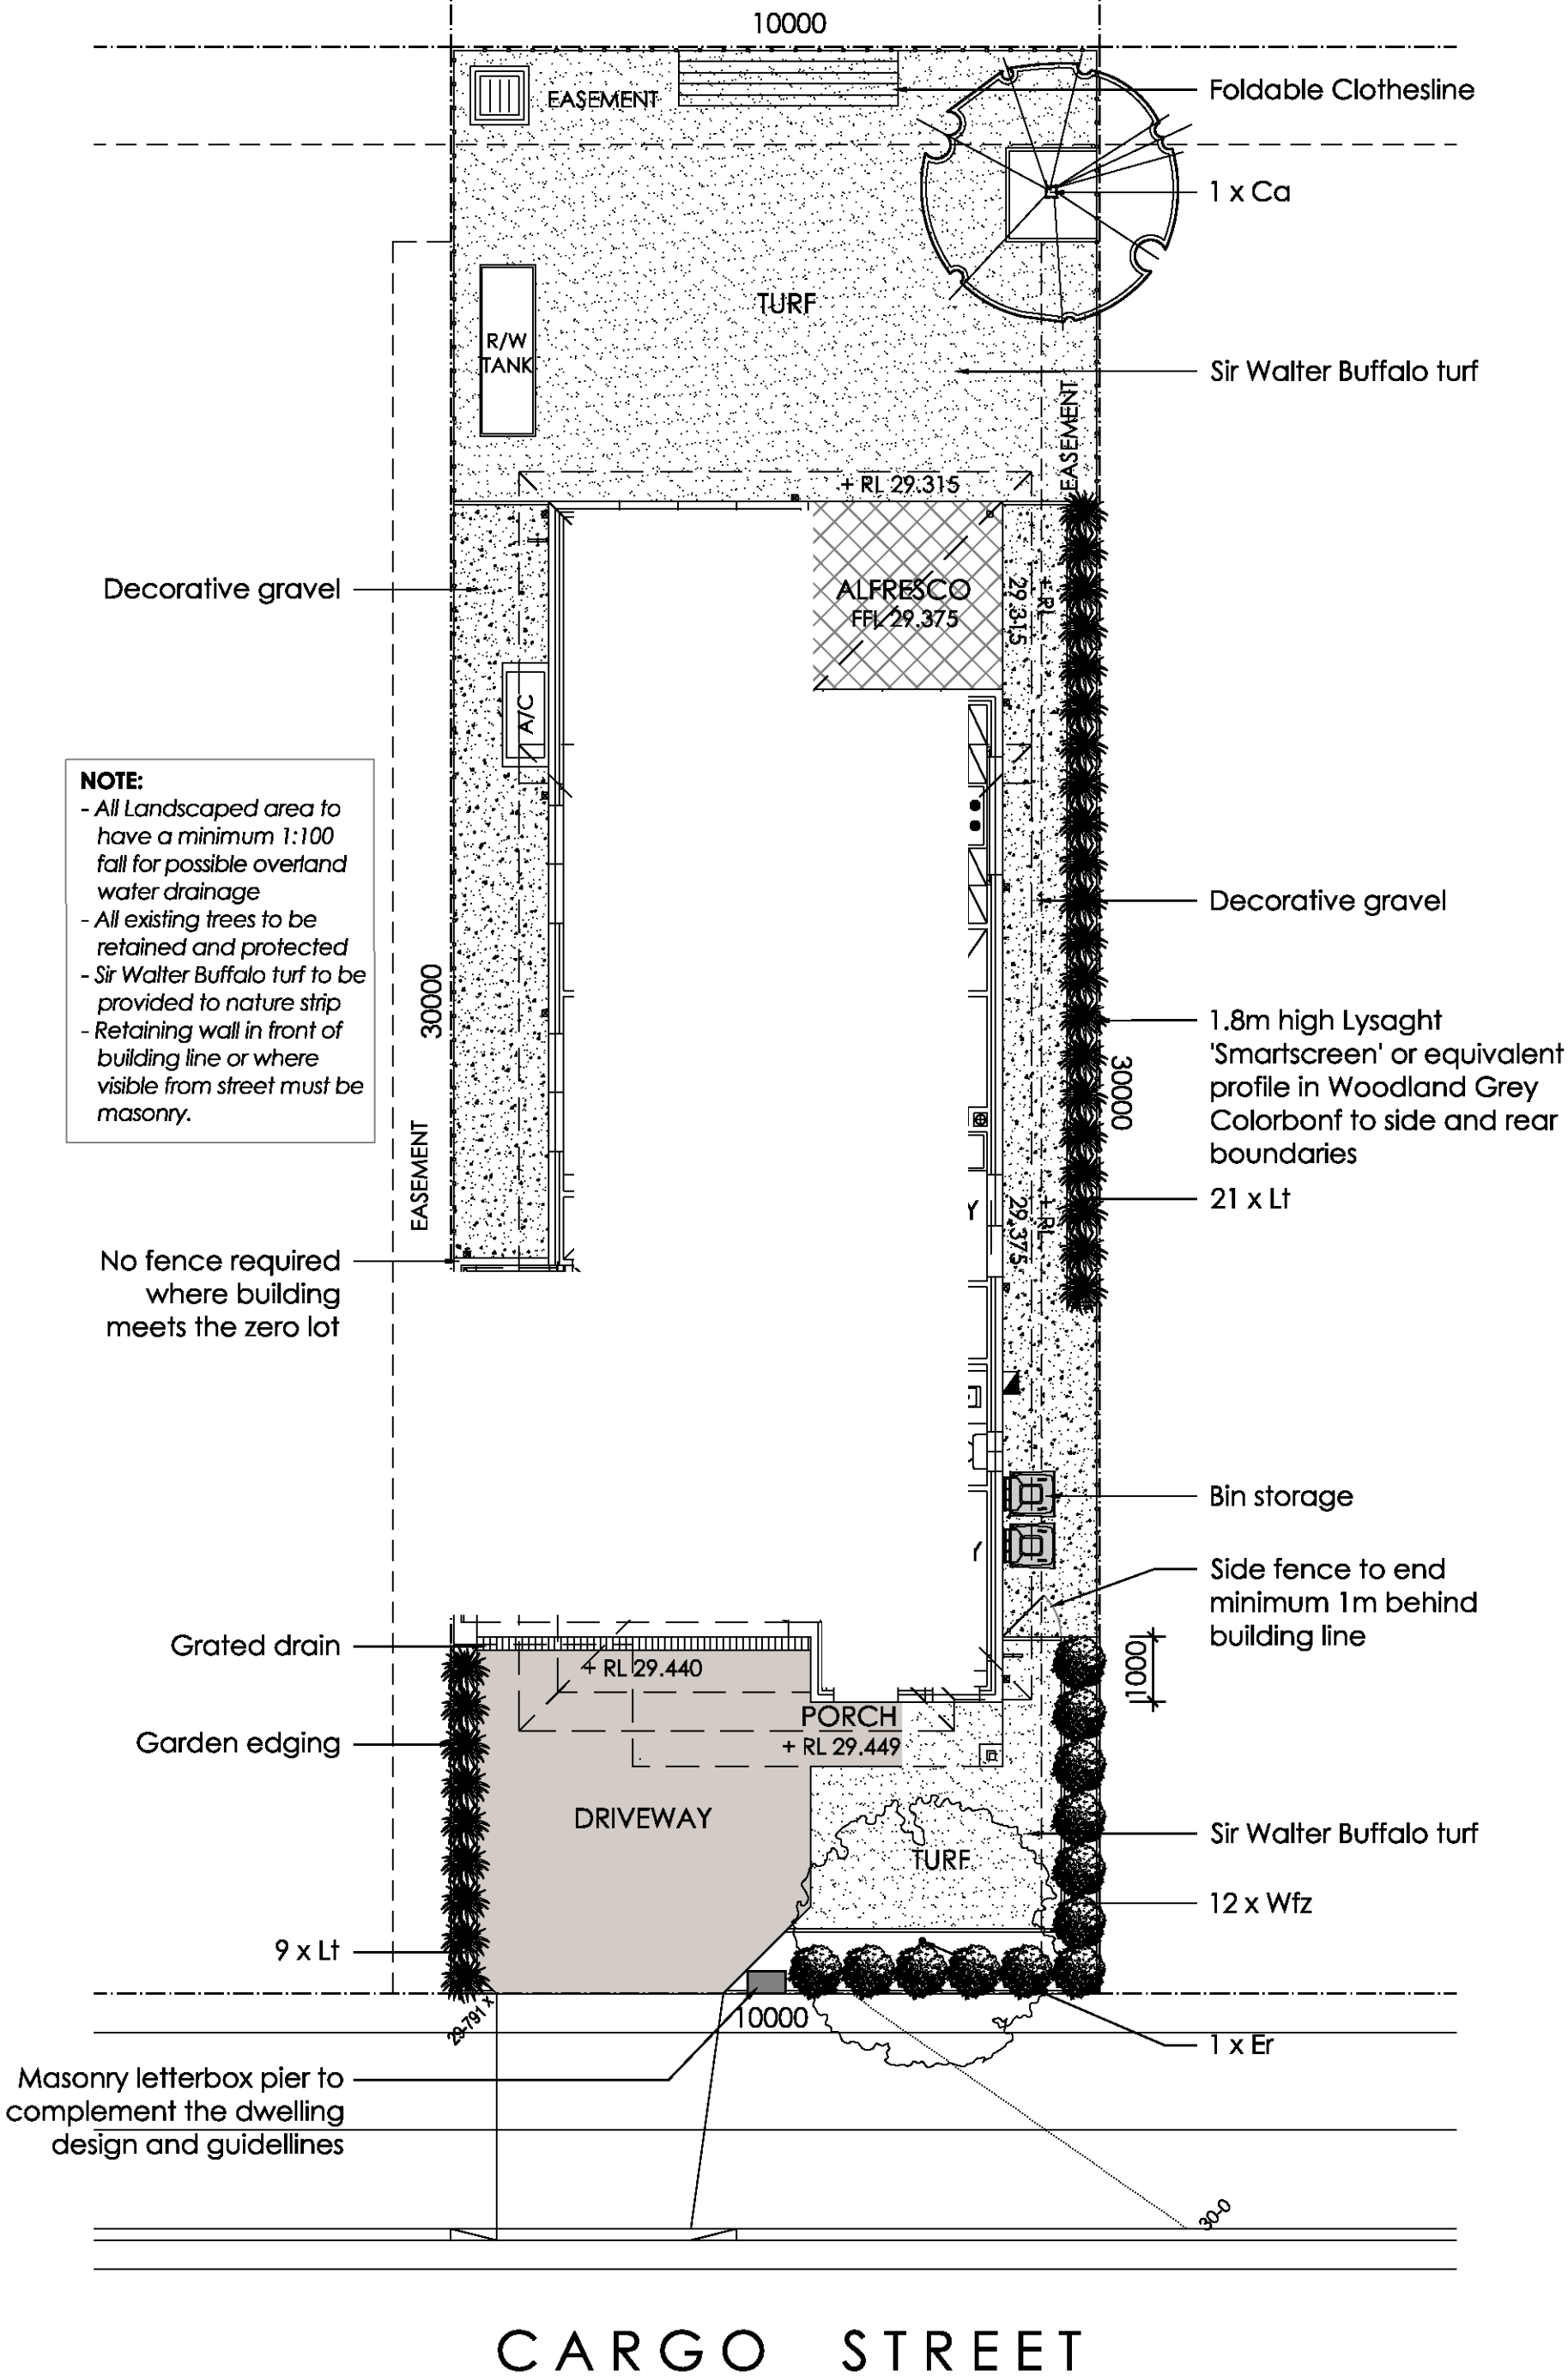 10000
EASEMENT
Foldable Clothesline
1 x Ca
TURF
R/W
TANK
Sir Walter Buffalo turf
EASEMENT
+ RL 29.315
Decorative gravel
ALFRESCO
FFL 29.375
+ RL
29.315
A/C
NOTE:
- All Landscaped area to
have a minimum 1:100
fall for possible overland
water drainage
- All existing trees to be
retained and protected
- Sir Walter Buffalo turf to be
provided to nature strip
- Retaining wall in front of
building line or where
visible from street must be
masonry.
Decorative gravel
30000
1.8m high Lysaght
'Smartscreen' or equivalent
profile in Woodland Grey
Colorbonf to side and rear
boundaries
30000
EASEMENT
21 x Lt
+ RL
29.375
No fence required
where building
meets the zero lot
Bin storage
Side fence to end
minimum 1m behind
building line
Grated drain
+ RL 29.440
1000
PORCH
+ RL 29.449
Garden edging
DRIVEWAY
Sir Walter Buffalo turf
TURF
12 x Wfz
9 x Lt
29-791 x
10000
1 x Er
Masonry letterbox pier to
complement the dwelling
design and guidellines
30-0
CARGO STREET